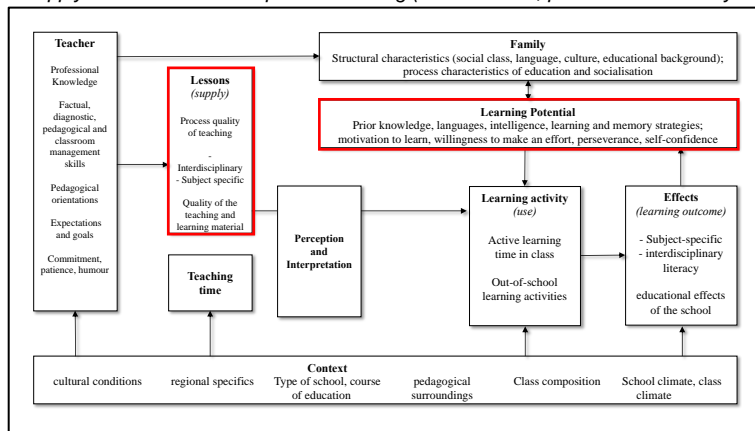 Teacher
Professional
Knowledge
Factual,
diagnostic,
pedagogical and
classroom
management
skills
Pedagogical
orientations
Expectations
and goals
Commitment,
patience, humour
Lessons
(supply)
Process quality
of teaching
-
Interdisciplinary
- Subject specific
Quality of the
teaching and
learning material
Teaching
time
Perception
and
Interpretation
Family
Structural characteristics (social class, language, culture, educational background);
process characteristics of education and socialisation
Learning Potential
Prior knowledge, languages, intelligence, learning and memory strategies;
motivation to learn, willingness to make an effort, perseverance, self-confidence
Learning activity
(use)
Active learning
time in class
Out-of-school
learning activities
Effects
(learning outcome)
- Subject-specific
- interdisciplinary
literacy
educational effects
of the school
Context
cultural conditions
regional specifics
Type of school, course
of education
pedagogical
surroundings
Class composition
School climate, class
climate